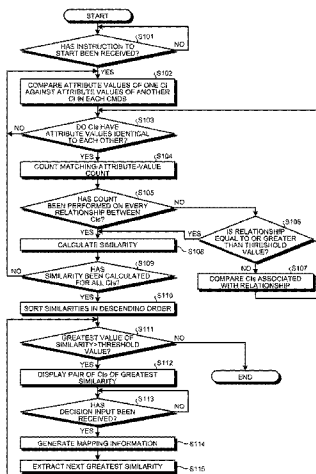 START
S101
HAS INSTRUCTION TO
START BEEN RECEIVED?
NO
YES
S102
COMPARE ATTRIBUTE VALUES OF ONE CI
AGAINST ATTRIBUTE VALUES OF ANOTHER
CI IN EACH CMDB
S103
DO CIs HAVE
ATTRIBUTE VALUES IDENTICAL
TO EACH OTHER?
NO
YES
S104
COUNT MATCHING-ATTRIBUTE-VALUE
COUNT
S105
HAS COUNT
BEEN PERFORMED ON EVERY
RELATIONSHIP BETWEEN
CIs?
NO
YES
S106
IS RELATIONSHIP
EQUAL TO OR GREATER
THAN THRESHOLD
VALUE?
YES
NO
CALCULATE SIMILARITY
S108
S107
COMPARE CIs ASSOCIATED
WITH RELATIONSHIP
S109
HAS
SIMILARITY BEEN CALCULATED
FOR ALL CIs?
NO
YES
S110
SORT SIMILARITIES IN DESCENDING ORDER
S111
GREATEST VALUE OF
SIMILARITY>THRESHOLD
VALUE?
NO
YES
S112
DISPLAY PAIR OF CIs OF GREATEST
SIMILARITY
END
S113
HAS
DECISION INPUT BEEN
RECEIVED?
NO
YES
GENERATE MAPPING INFORMATION
S114
EXTRACT NEXT GREATEST SIMILARITY
S115